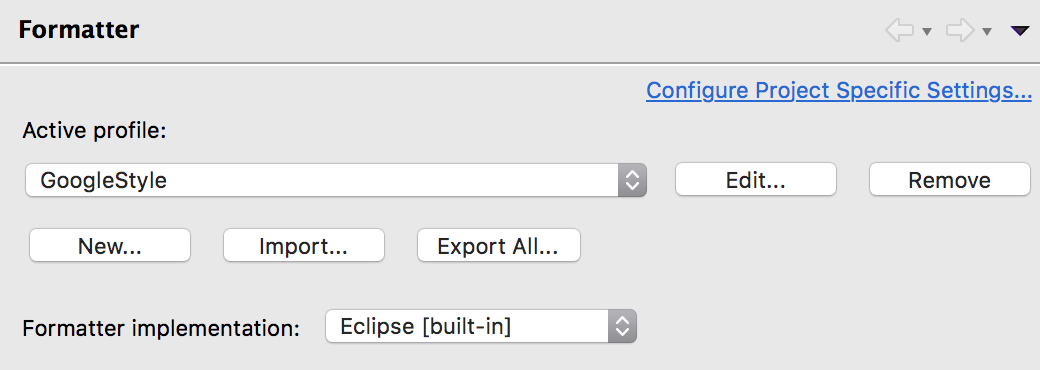 Formatter
Configure Project Specific Settings...
Active profile:
GoogleStyle
Edit...
Remove
New...
Import...
Export All...
Formatter implementation:
Eclipse [built-in]